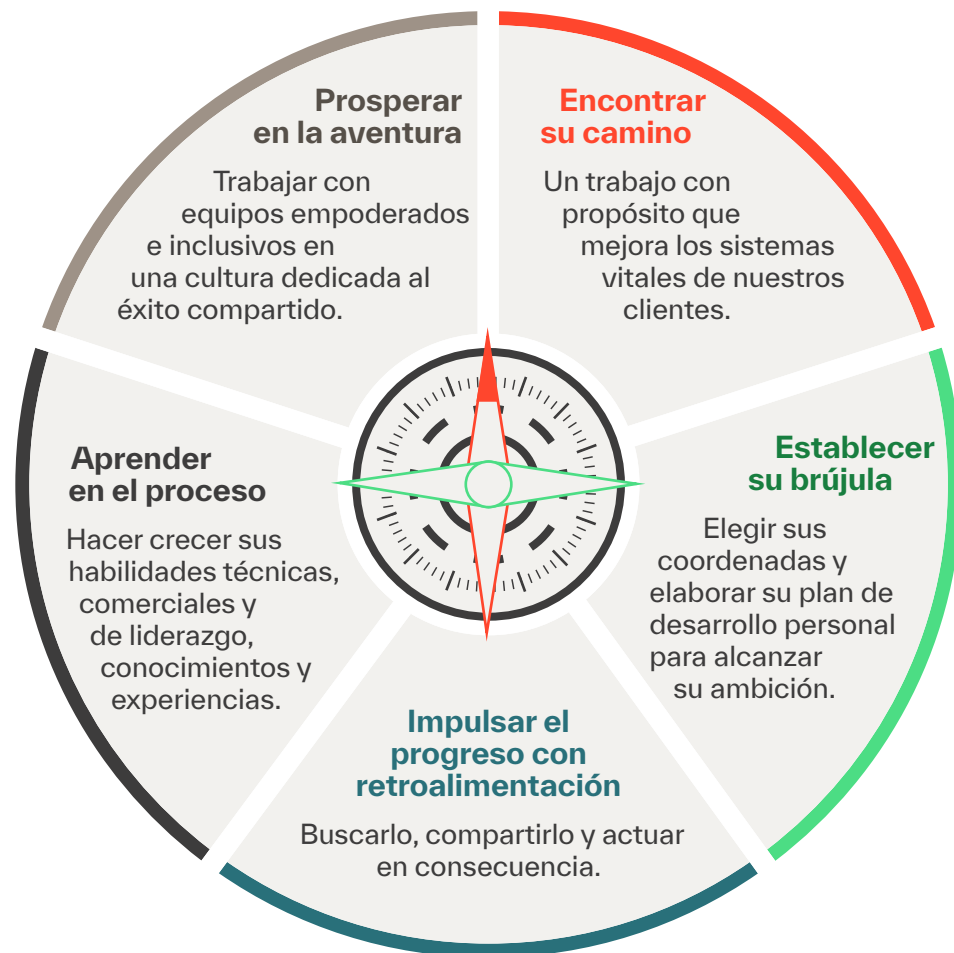 Prosperar
en la aventura
Trabajar con
equipos empoderados
e inclusivos en
una cultura dedicada al
éxito compartido.
Encontrar
su camino
Un trabajo con
propósito que
mejora los sistemas
vitales de nuestros
clientes.
Establecer
su brújula
Elegir sus
coordenadas y
elaborar su plan de
desarrollo personal
para alcanzar
su ambición.
Impulsar el
progreso con
retroalimentación
Buscarlo, compartirlo y actuar
en consecuencia.
Aprender
en el proceso
Hacer crecer sus
habilidades técnicas,
comerciales y
de liderazgo,
conocimientos y
experiencias.